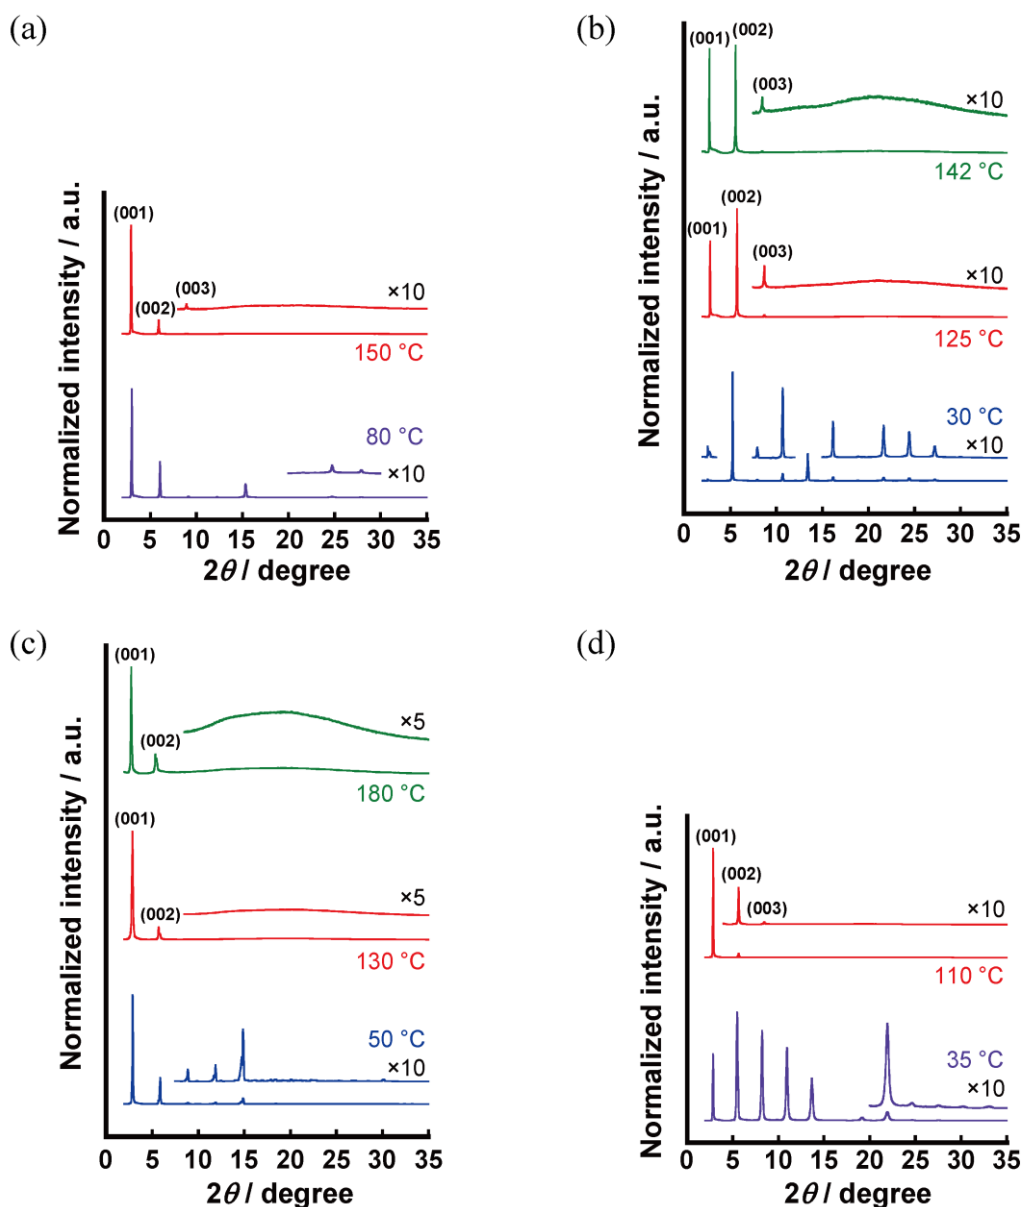 (a)
Normalized intensity / a.u.
(001)
(002)
(003)
×10
150 °C
80 °C
×10
0 5 10 15 20 25 30 35
2θ / degree
(b)
Normalized intensity / a.u.
(001)
(002)
(003)
×10
142 °C
(001)
(002)
(003)
×10
125 °C
30 °C
×10
0 5 10 15 20 25 30 35
2θ / degree
(c)
Normalized intensity / a.u.
(001)
(002)
×5
180 °C
(001)
(002)
×5
130 °C
50 °C
×10
0 5 10 15 20 25 30 35
2θ / degree
(d)
Normalized intensity / a.u.
(001)
(002)
(003)
×10
110 °C
35 °C
×10
0 5 10 15 20 25 30 35
2θ / degree